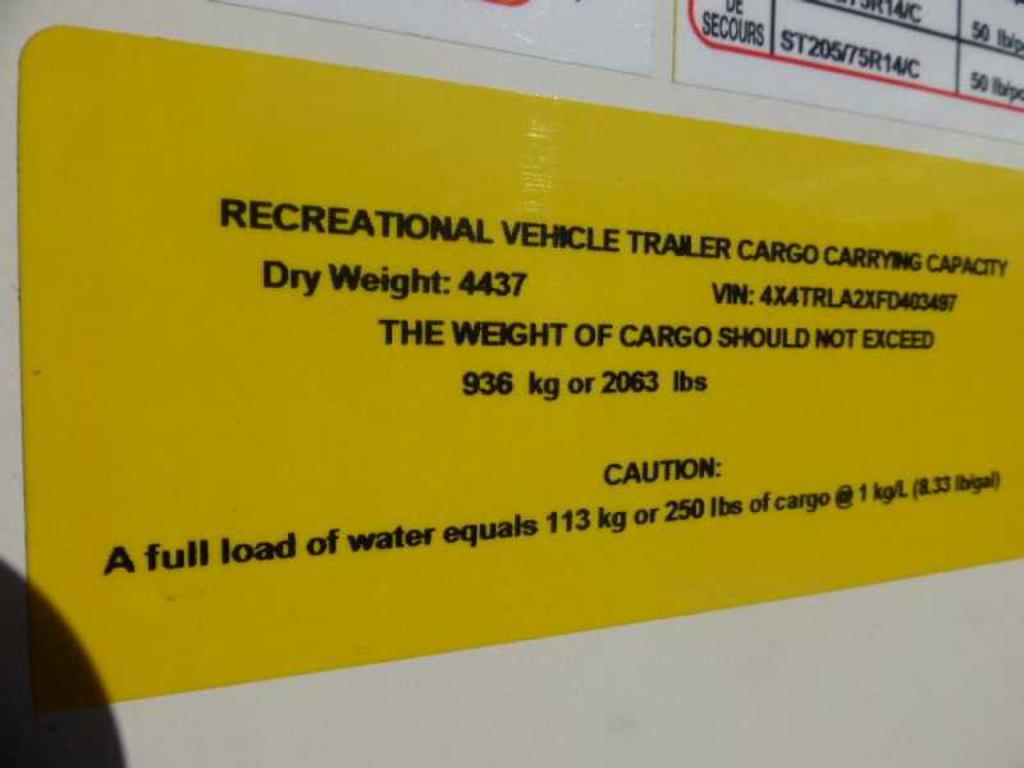 DE
SECOURS
ST205/75R14/C
RECREATIONAL VEHICLE TRAILER CARGO CARRYING CAPACITY
Dry Weight: 4437 VIN: 4X4TRLA2XFD403497
THE WEIGHT OF CARGO SHOULD NOT EXCEED
936 kg or 2063 lbs
CAUTION:
A full load of water equals 113 kg or 250 lbs of cargo @ 1 kg/L (8.33 lb/gal)